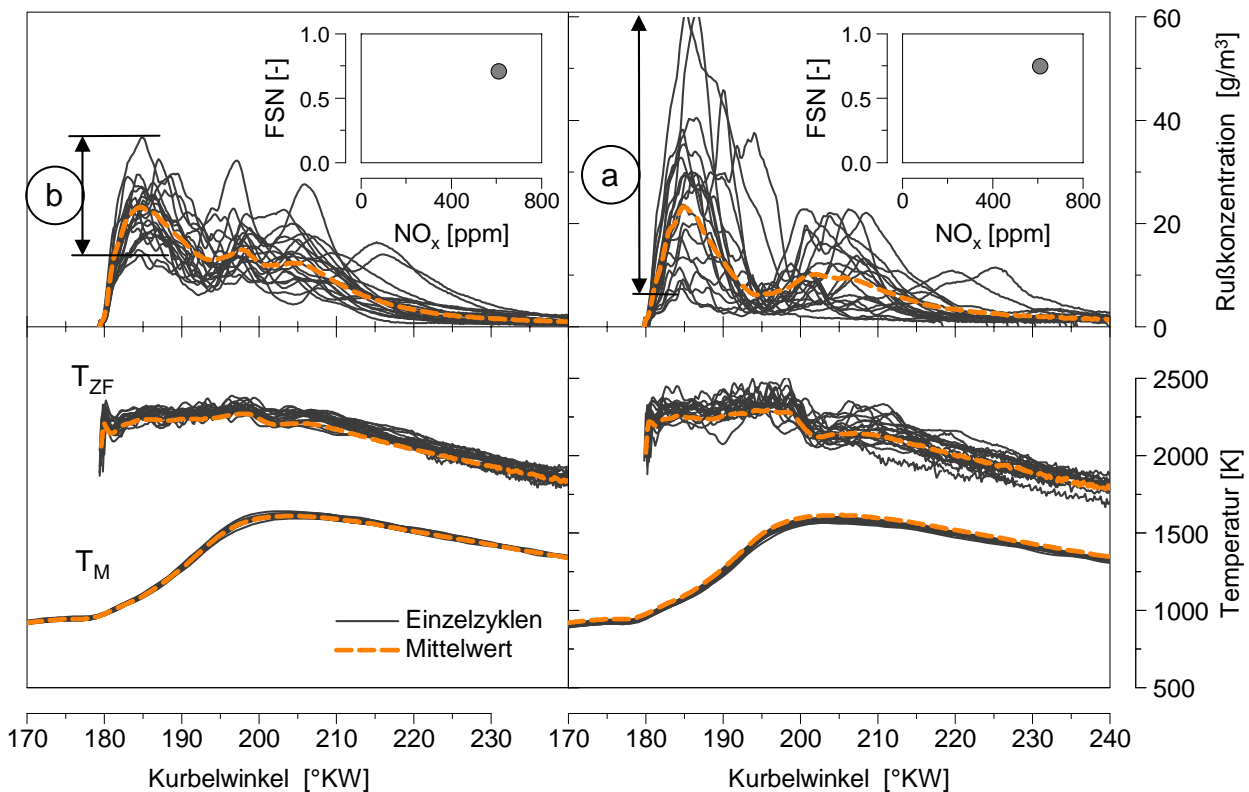 1.0
0.5
0.0
FSN [-]
0 400 800
NOx [ppm]
b
1.0
0.5
0.0
FSN [-]
0 400 800
NOx [ppm]
a
60
40
20
0
Rußkonzentration [g/m³]
TZF
TM
Einzelzyklen
Mittelwert
2500
2000
1500
1000
500
Temperatur [K]
170 180 190 200 210 220 230
Kurbelwinkel [°KW]
170 180 190 200 210 220 230 240
Kurbelwinkel [°KW]